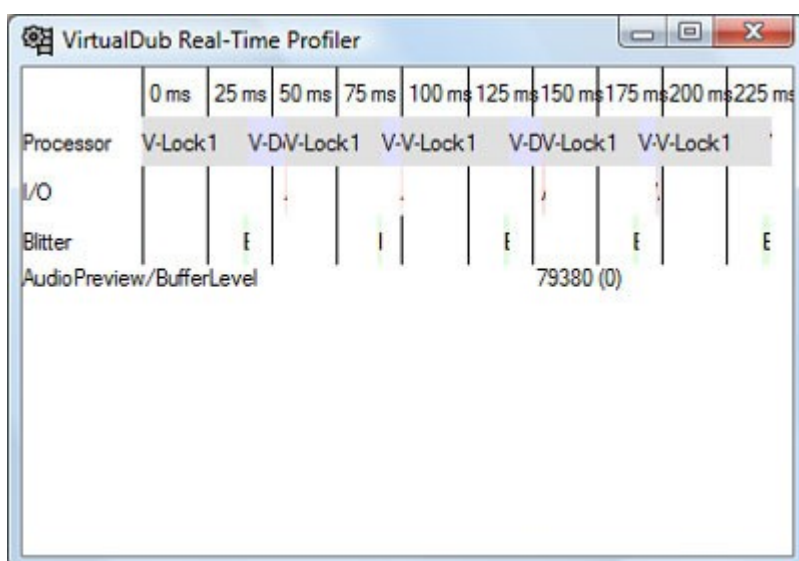 VirtualDub Real-Time Profiler
0 ms 25 ms 50 ms 75 ms 100 ms 125 ms 150 ms 175 ms 200 ms 225 ms
Processor V-Lock1 V-D V-Lock1 V- V-Lock1 V-D V-Lock1 V- V-Lock1
I/O
Blitter
AudioPreview/BufferLevel 79380 (0)